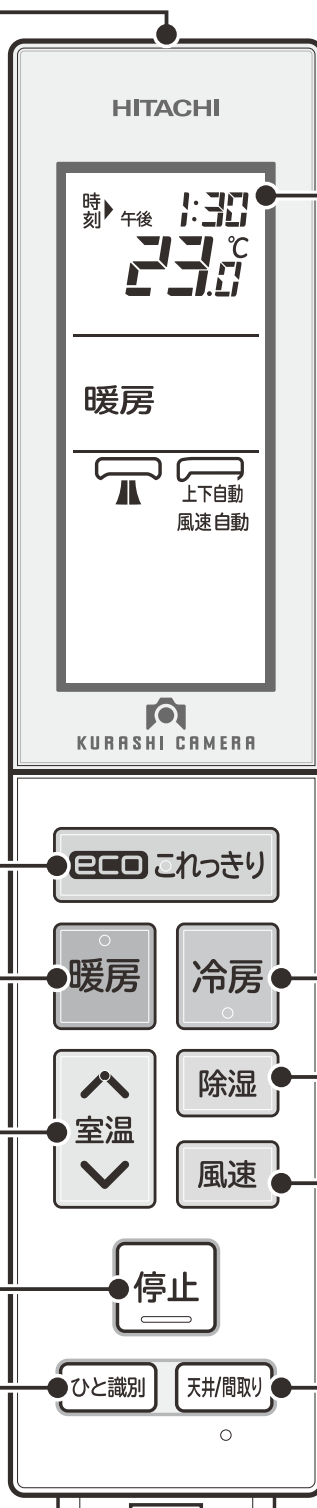 HITACHI
時刻 午後 1:30
23.0℃
暖房
上下自動
風速自動
KURASHI CAMERA
eco これっきり
暖房 冷房
室温
除湿
風速
停止
ひと識別 天井/間取り